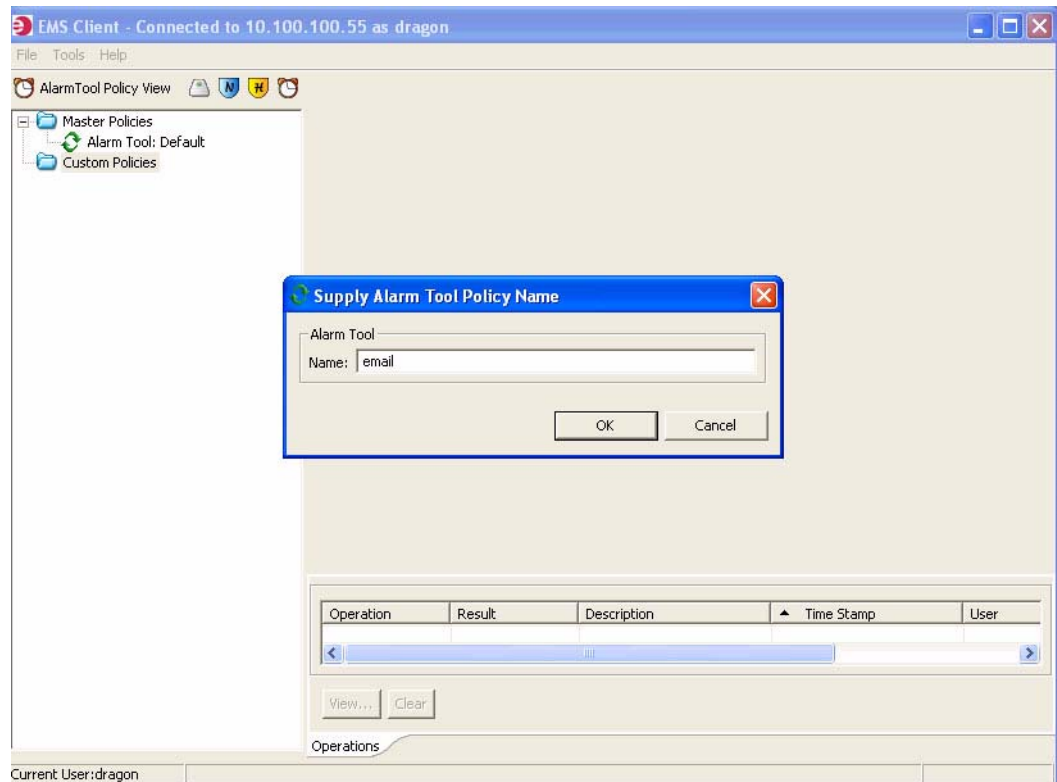 EMS Client - Connected to 10.100.100.55 as dragon
File Tools Help
AlarmTool Policy View N H
Master Policies
Alarm Tool: Default
Custom Policies
Supply Alarm Tool Policy Name
Alarm Tool
Name: email
OK Cancel
Operation Result Description Time Stamp User
View... Clear
Operations
Current User:dragon